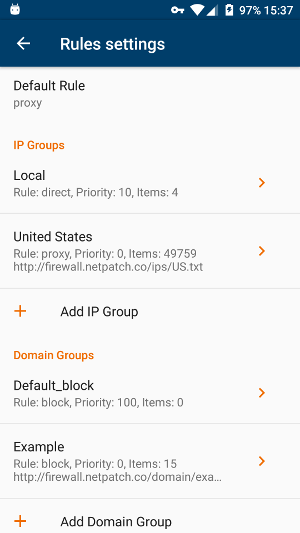 97% 15:37
Rules settings
Default Rule
proxy
IP Groups
Local
Rule: direct, Priority: 10, Items: 4
United States
Rule: proxy, Priority: 0, Items: 49759
http://firewall.netpatch.co/ips/US.txt
Add IP Group
Domain Groups
Default_block
Rule: block, Priority: 100, Items: 0
Example
Rule: block, Priority: 0, Items: 15
http://firewall.netpatch.co/domain/exa...
Add Domain Group